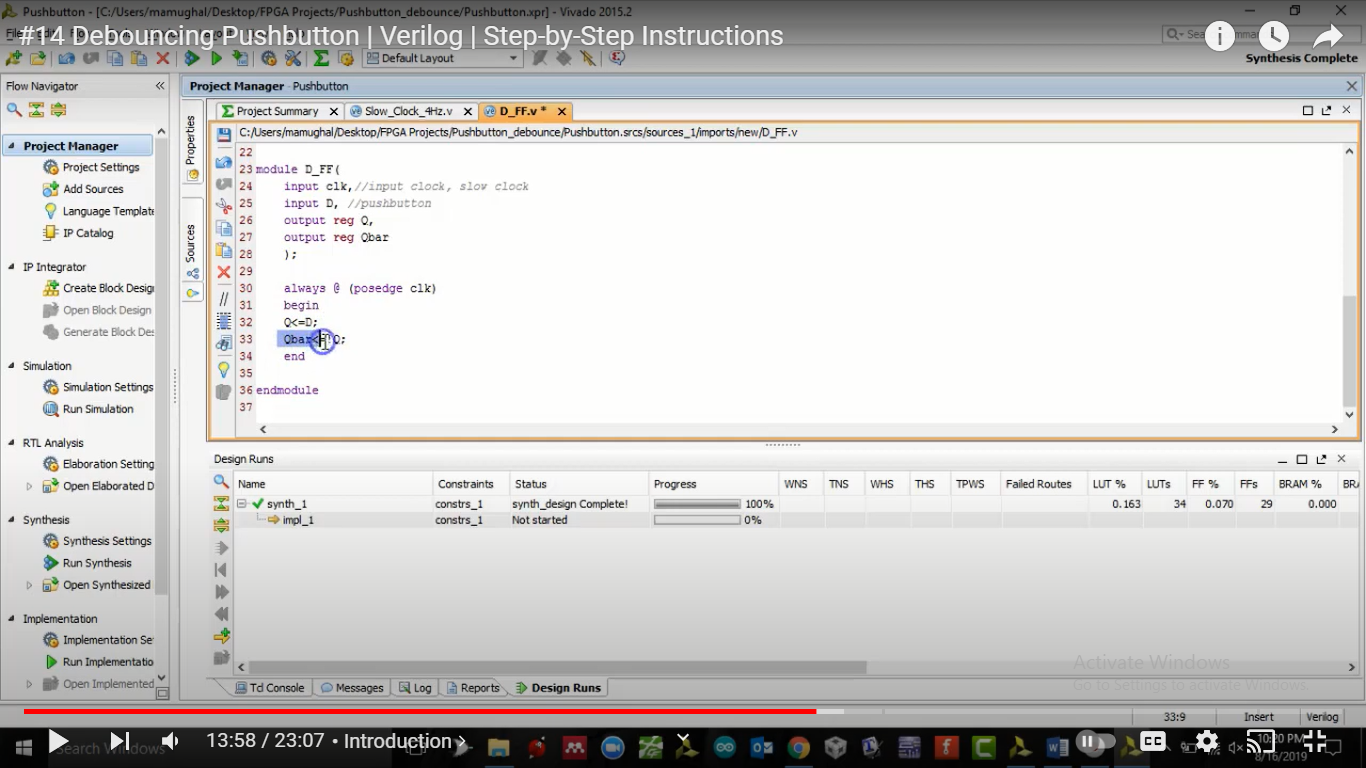 Pushbutton - [C:/Users/mamughal/Desktop/FPGA Projects/Pushbutton_debounce/Pushbutton.xpr] - Vivado 2015.2
#14 Debouncing Pushbutton | Verilog | Step-by-Step Instructions
Default Layout
Synthesis Complete
Flow Navigator
Project Manager - Pushbutton
Project Summary
Slow_Clock_4Hz.v
D_FF.v *
C:/Users/mamughal/Desktop/FPGA Projects/Pushbutton_debounce/Pushbutton.srcs/sources_1/imports/new/D_FF.v
Properties
Sources
Project Manager
Project Settings
Add Sources
Language Template
IP Catalog
IP Integrator
Create Block Desig
Open Block Design
Generate Block Des
Simulation
Simulation Settings
Run Simulation
RTL Analysis
Elaboration Setting
Open Elaborated D
Synthesis
Synthesis Settings
Run Synthesis
Open Synthesized
Implementation
Implementation Se
Run Implementatio
Open Implemented
22
23 module D_FF(
24 input clk,//input clock, slow clock
25 input D, //pushbutton
26 output reg Q,
27 output reg Qbar
28 );
29
30 always @ (posedge clk)
31 begin
32 Q<=D;
33 Qbar<=!Q;
34 end
35
36 endmodule
37
Design Runs
Name Constraints Status Progress WNS TNS WHS THS TPWS Failed Routes LUT % LUTs FF % FFs BRAM % BRA
synth_1 constrs_1 synth_design Complete! 100% 0.163 34 0.070 29 0.000
impl_1 constrs_1 Not started 0%
Activate Windows
Go to Settings to activate Windows.
Tcl Console
Messages
Log
Reports
Design Runs
33:9 Insert Verilog
Search Windows
13:58 / 23:07 • Introduction
CC
10:20 PM
8/16/2019